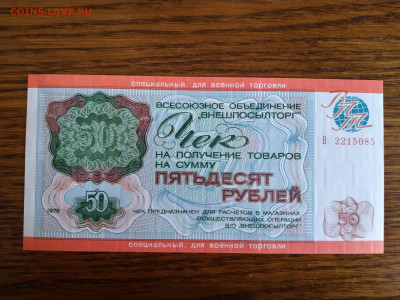 COINS.LAVE.RU
специальный, для военной торговли
ВСЕСОЮЗНОЕ ОБЪЕДИНЕНИЕ
"ВНЕШПОСЫЛТОРГ"
Чек
НА ПОЛУЧЕНИЕ ТОВАРОВ
НА СУММУ
ПЯТЬДЕСЯТ
РУБЛЕЙ
В 2215085
50
50
50
1976
ЧЕК ПРЕДНАЗНАЧЕН ДЛЯ РАСЧЕТОВ В МАГАЗИНАХ
ОСУЩЕСТВЛЯЮЩИХ ОПЕРАЦИИ
В/О „ВНЕШПОСЫЛТОРГ"
специальный, для военной торговли